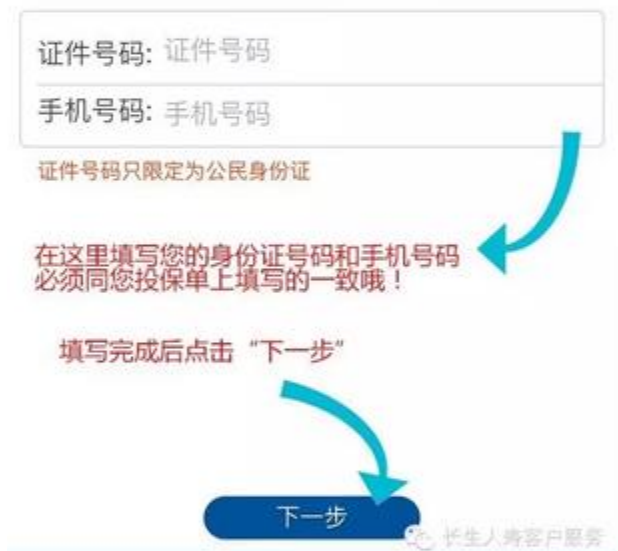 证件号码: 证件号码
手机号码: 手机号码
证件号码只限定为公民身份证
在这里填写您的身份证号码和手机号码
必须同您投保单上填写的一致哦！
填写完成后点击“下一步”
下一步
长生人寿客户服务